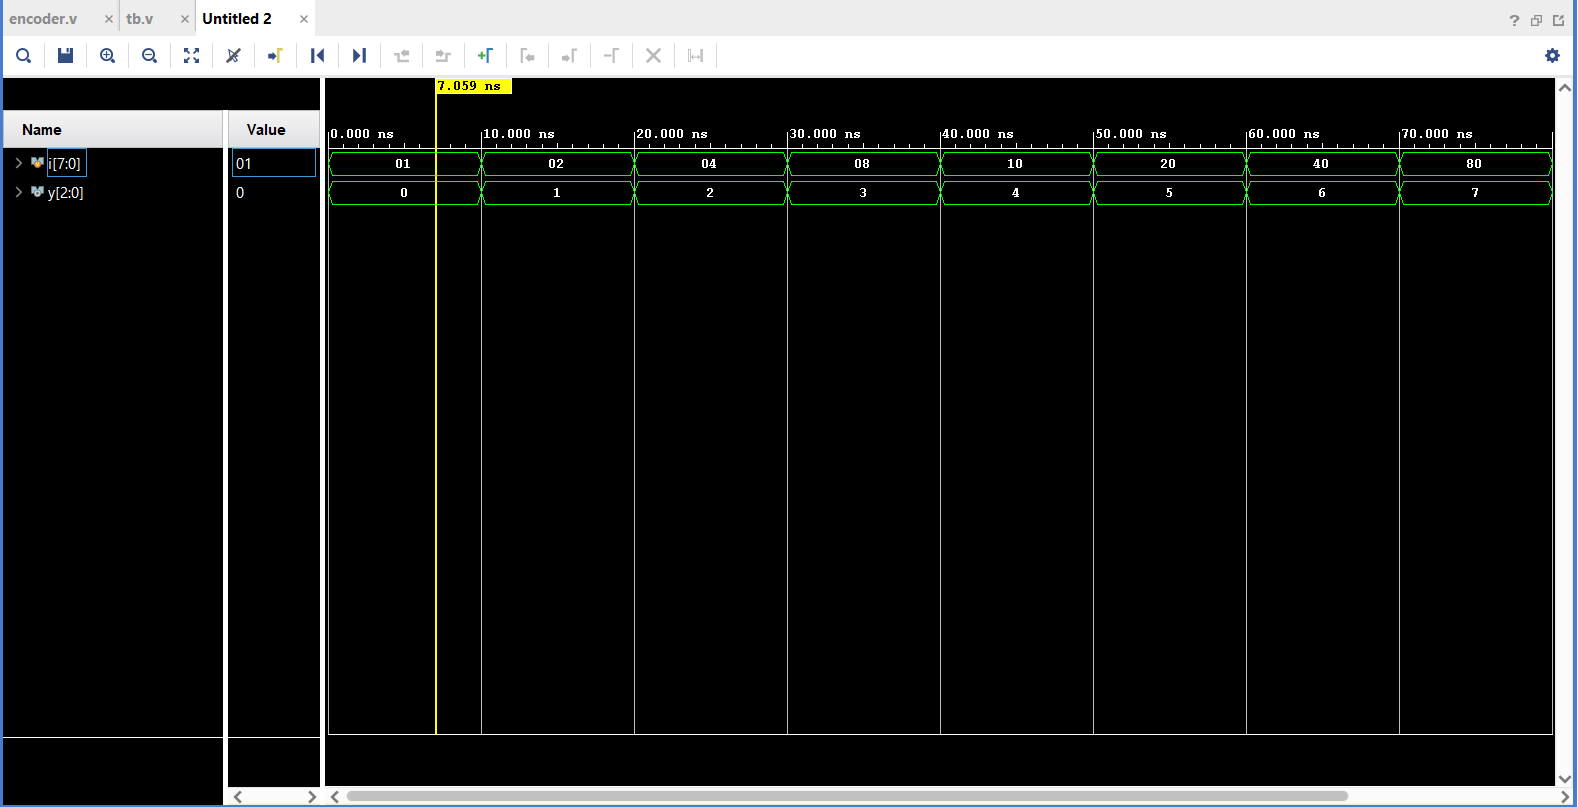 encoder.v × tb.v × Untitled 2 ×
?
7.059 ns
Name Value
0.000 ns 10.000 ns 20.000 ns 30.000 ns 40.000 ns 50.000 ns 60.000 ns 70.000 ns
i[7:0] 01 01 02 04 08 10 20 40 80
y[2:0] 0 0 1 2 3 4 5 6 7